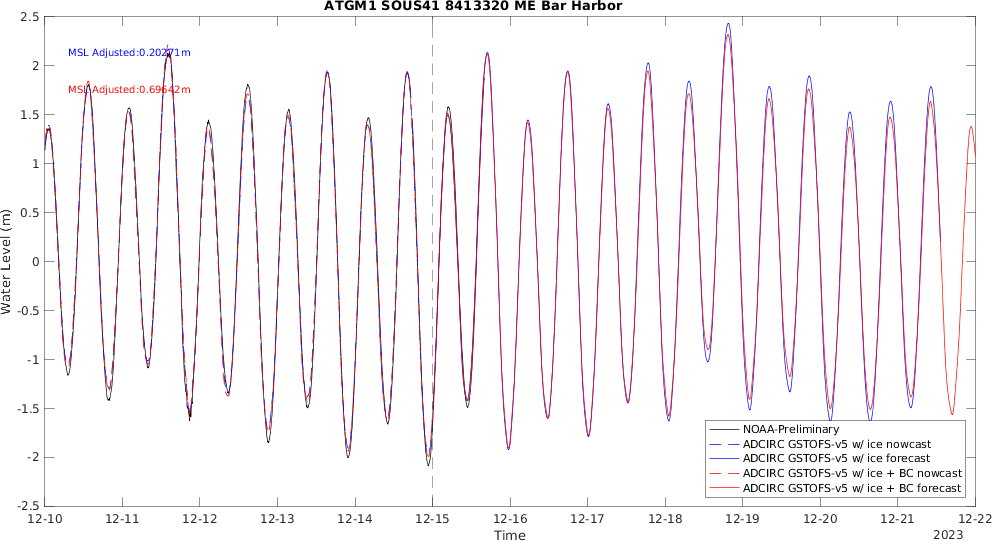 ATGM1 SOUS41 8413320 ME Bar Harbor
2.5
MSL Adjusted:0.20271m
2
MSL Adjusted:0.69642m
1.5
1
0.5
0
-0.5
-1
-1.5
-2
-2.5
Water Level (m)
NOAA-Preliminary
ADCIRC GSTOFS-v5 w/ ice nowcast
ADCIRC GSTOFS-v5 w/ ice forecast
ADCIRC GSTOFS-v5 w/ ice + BC nowcast
ADCIRC GSTOFS-v5 w/ ice + BC forecast
12-10 12-11 12-12 12-13 12-14 12-15 12-16 12-17 12-18 12-19 12-20 12-21 12-22
Time
2023